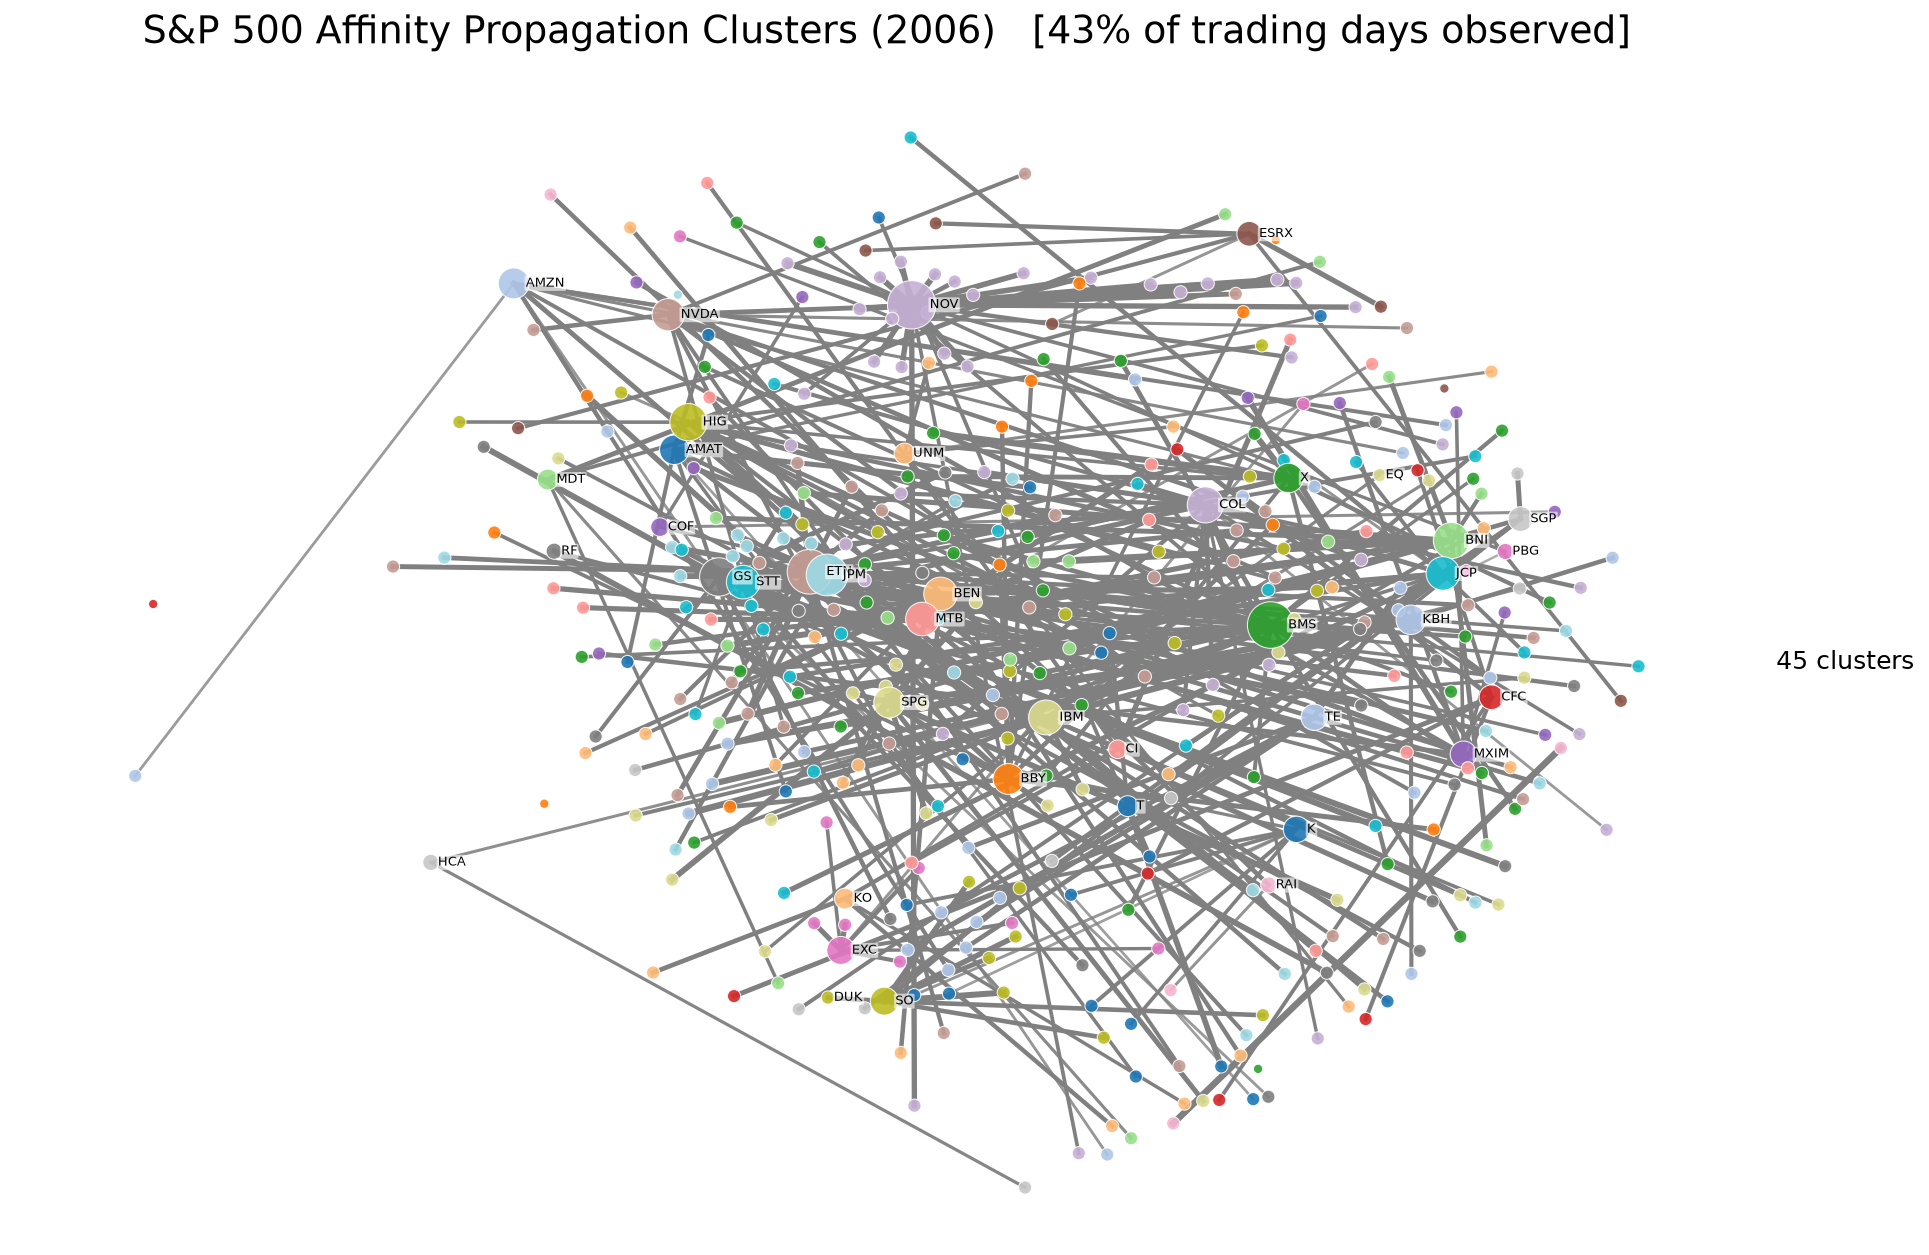 S&P 500 Affinity Propagation Clusters (2006)   [43% of trading days observed]
ESRX
AMZN
NOV
NVDA
HIG
AMAT
UNM
MDT
X
EQ
COL
SGP
COF
BNI
RF
PBG
ETN
JPM
GS
STT
JCP
BEN
MTB
KBH
BMS
45 clusters
CFC
SPG
IBM
TE
CI
MXIM
BBY
T
K
HCA
RAI
KO
EXC
DUK
SO